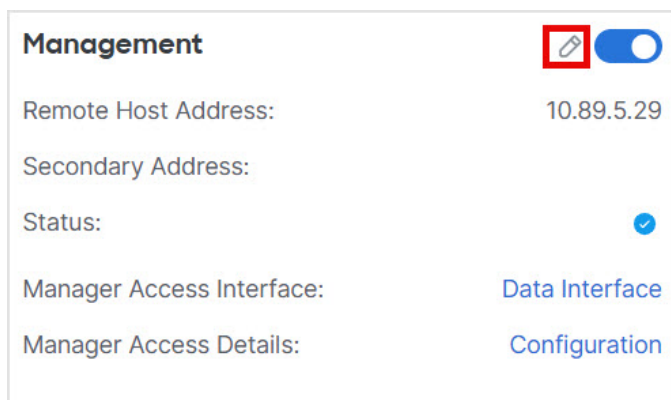 Management
Remote Host Address: 10.89.5.29
Secondary Address:
Status:
Manager Access Interface: Data Interface
Manager Access Details: Configuration